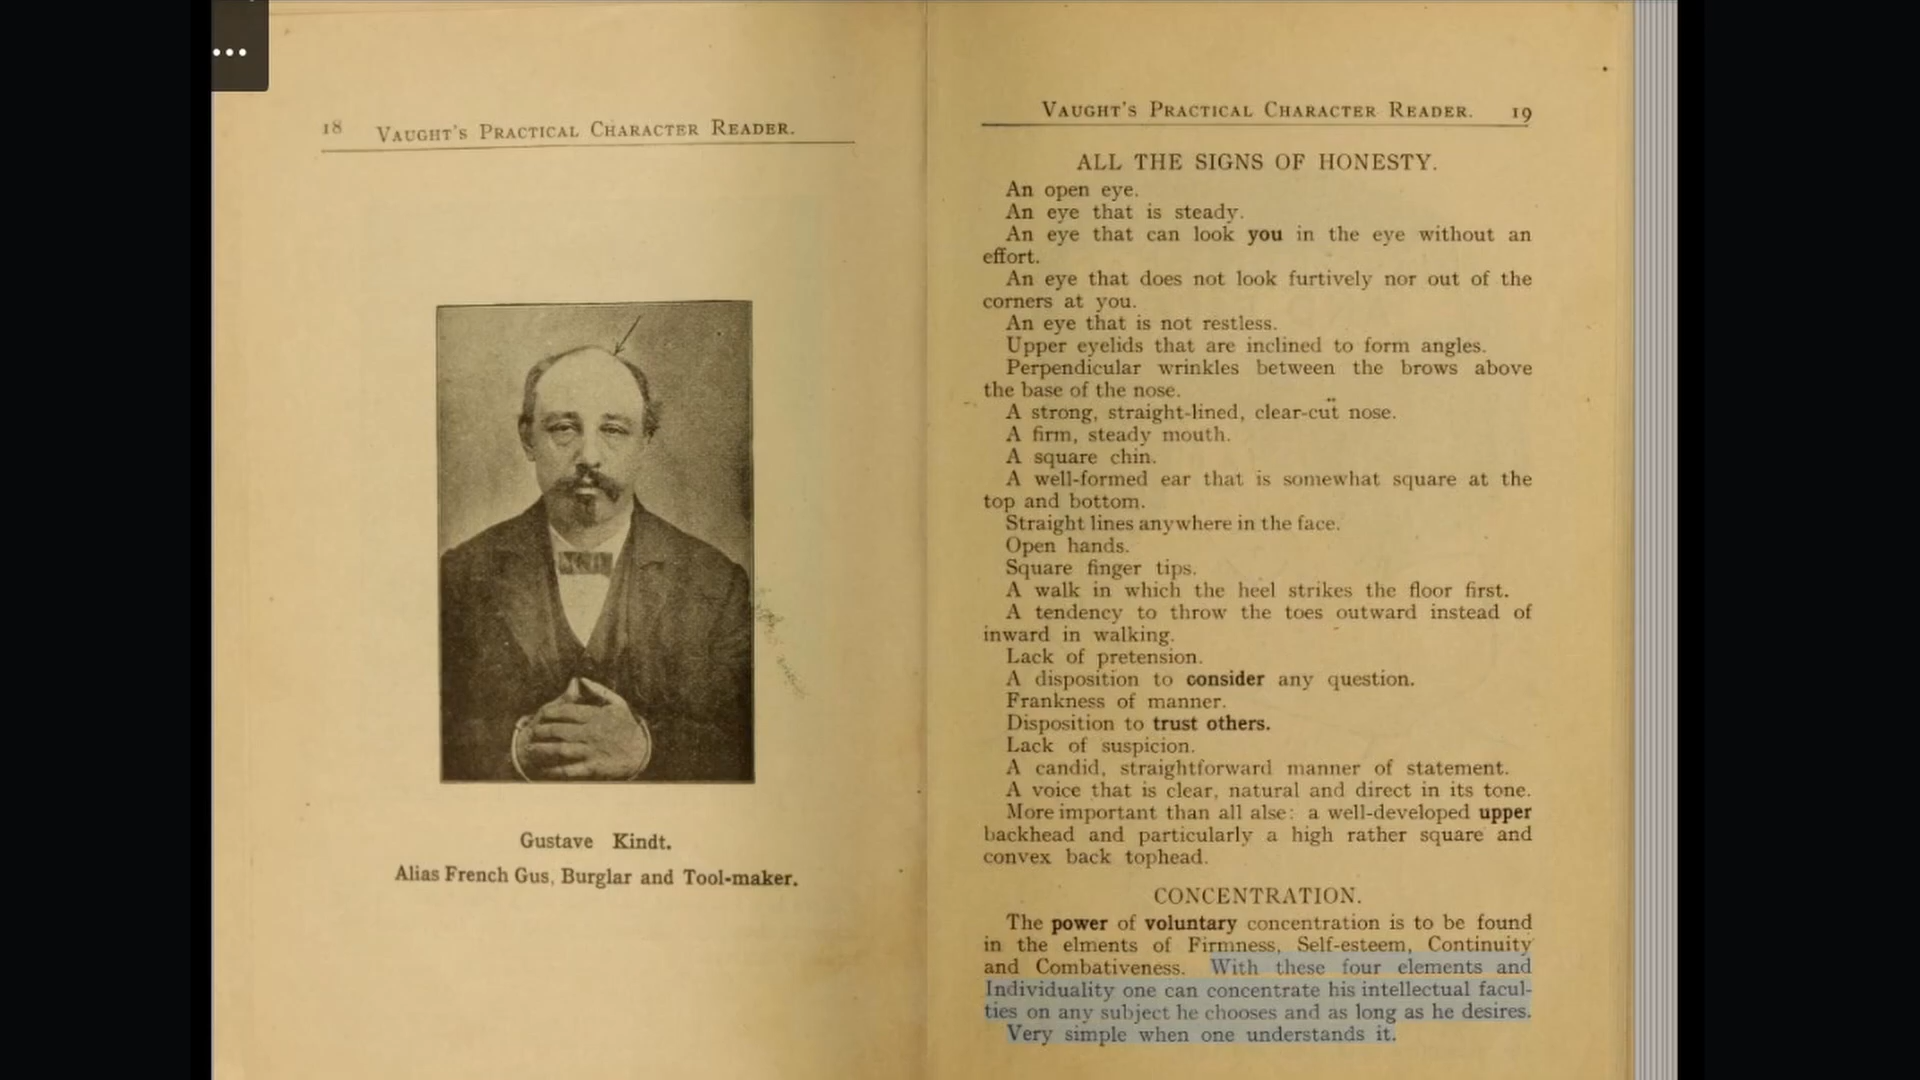 18 VAUGHT'S PRACTICAL CHARACTER READER.
Gustave Kindt.
Alias French Gus, Burglar and Tool-maker.
VAUGHT'S PRACTICAL CHARACTER READER. 19
ALL THE SIGNS OF HONESTY.
An open eye.
An eye that is steady.
An eye that can look you in the eye without an
effort.
An eye that does not look furtively nor out of the
corners at you.
An eye that is not restless.
Upper eyelids that are inclined to form angles.
Perpendicular wrinkles between the brows above
the base of the nose.
A strong, straight-lined, clear-cut nose.
A firm, steady mouth.
A square chin.
A well-formed ear that is somewhat square at the
top and bottom.
Straight lines anywhere in the face.
Open hands.
Square finger tips.
A walk in which the heel strikes the floor first.
A tendency to throw the toes outward instead of
inward in walking.
Lack of pretension.
A disposition to consider any question.
Frankness of manner.
Disposition to trust others.
Lack of suspicion.
A candid, straightforward manner of statement.
A voice that is clear, natural and direct in its tone.
More important than all else: a well-developed upper
backhead and particularly a high rather square and
convex back tophead.
CONCENTRATION.
The power of voluntary concentration is to be found
in the elments of Firmness, Self-esteem, Continuity
and Combativeness. With these four elements and
Individuality one can concentrate his intellectual facul-
ties on any subject he chooses and as long as he desires.
Very simple when one understands it.